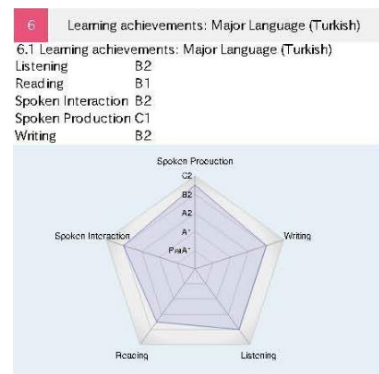 6 Learning achievements: Major Language (Turkish)
6.1 Learning achievements: Major Language (Turkish)
Listening B2
Reading B1
Spoken Interaction B2
Spoken Production C1
Writing B2
Spoken Production
C2
B2
A2
Spoken Interaction
Writing
Reading
Listening